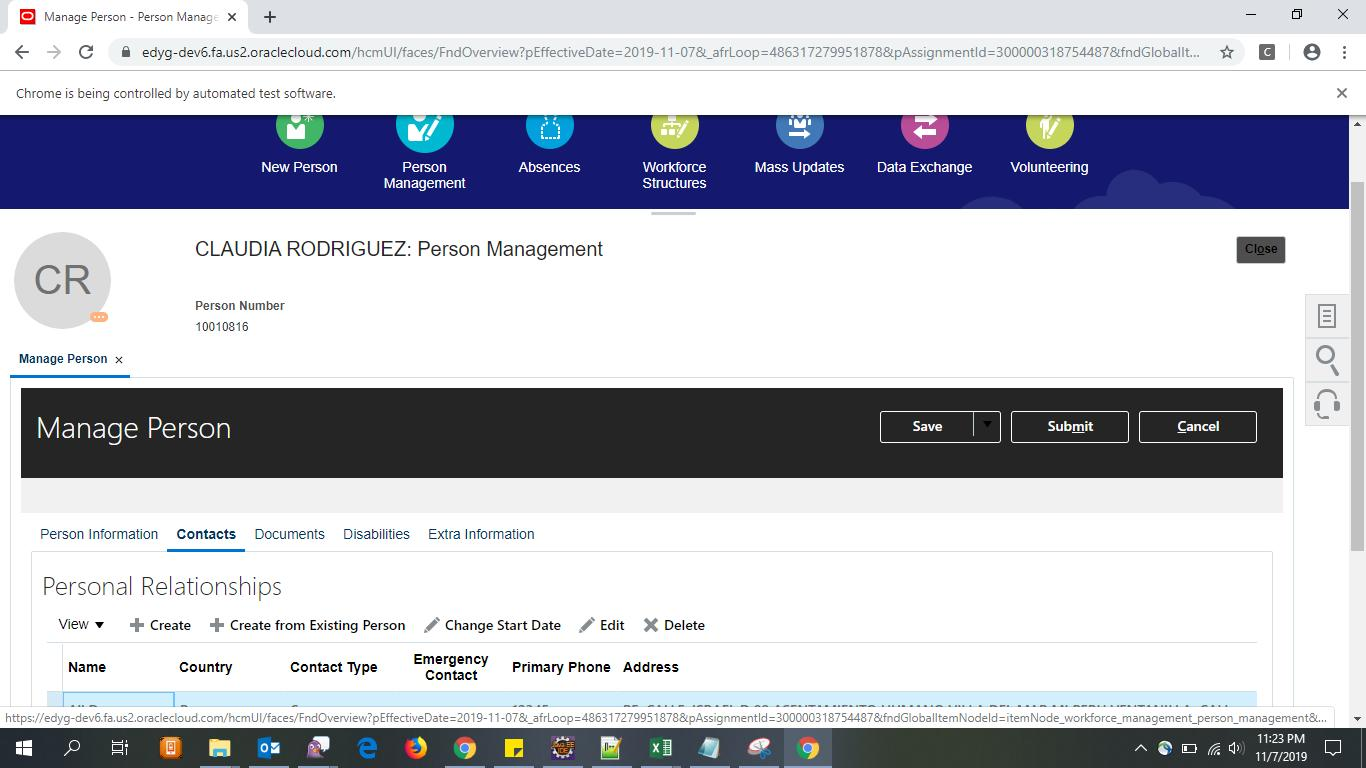 Manage Person - Person Manage
edyg-dev6.fa.us2.oraclecloud.com/hcmUI/faces/FndOverview?pEffectiveDate=2019-11-07&_afrLoop=486317279951878&pAssignmentId=300000318754487&fndGlobalIt...
C
Chrome is being controlled by automated test software.
New Person
Person Management
Absences
Workforce Structures
Mass Updates
Data Exchange
Volunteering
CR
CLAUDIA RODRIGUEZ: Person Management
Close
Person Number
10010816
Manage Person
Manage Person
Save
Submit
Cancel
Person Information Contacts Documents Disabilities Extra Information
Personal Relationships
View Create Create from Existing Person Change Start Date Edit Delete
Name Country Contact Type Emergency Contact Primary Phone Address
https://edyg-dev6.fa.us2.oraclecloud.com/hcmUI/faces/FndOverview?pEffectiveDate=2019-11-07&_afrLoop=486317279951878&pAssignmentId=300000318754487&fndGlobalItemNodeId=itemNode_workforce_management_person_management&...
11:23 PM
11/7/2019